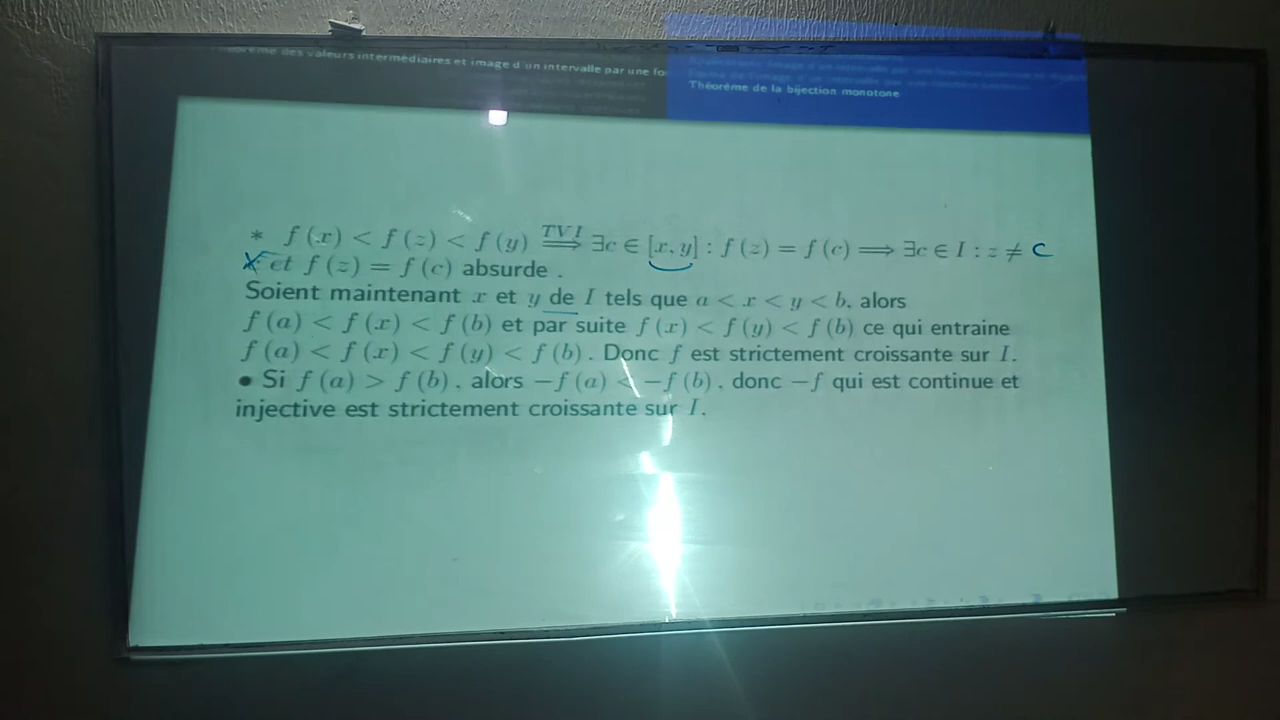 des valeurs intermédiaires et image d un intervalle par une fo
Théorème de la bijection monotone
* f (x) < f (z) < f (y) \overset{TVI}{⟹} ∃c ∈ [x, y] : f (z) = f (c) ⟹ ∃c ∈ I : z ≠ c
et f (z) = f (c) absurde .
Soient maintenant x et y de I tels que a < x < y < b, alors
f (a) < f (x) < f (b) et par suite f (x) < f (y) < f (b) ce qui entraine
f (a) < f (x) < f (y) < f (b) . Donc f est strictement croissante sur I.
• Si f (a) > f (b) , alors −f (a) < −f (b) , donc −f qui est continue et
injective est strictement croissante sur I.